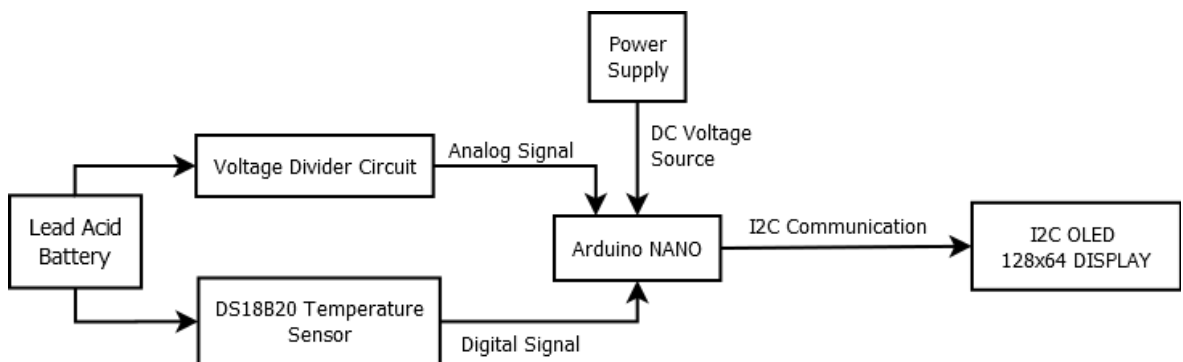 Power
Supply
DC Voltage
Source
Voltage Divider Circuit
Analog Signal
Lead Acid
Battery
Arduino NANO
I2C Communication
I2C OLED
128x64 DISPLAY
DS18B20 Temperature
Sensor
Digital Signal